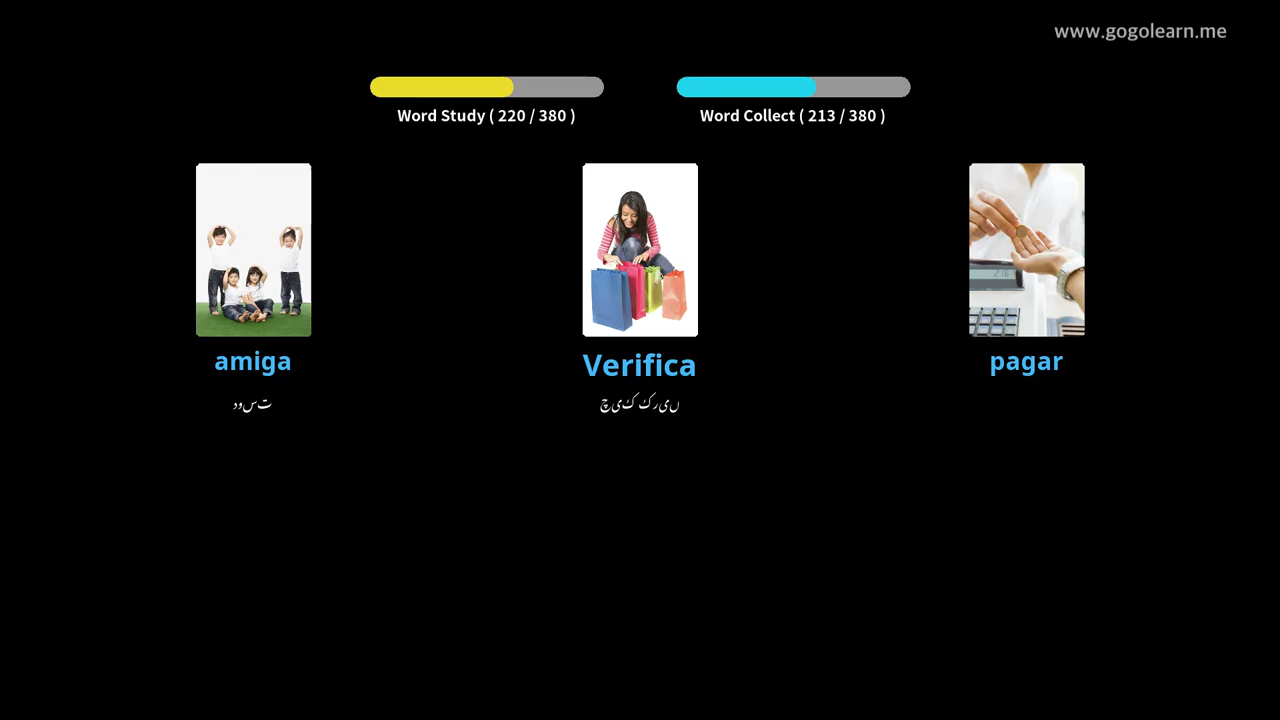 www.gogolearn.me
Word Study ( 220 / 380 )
Word Collect ( 213 / 380 )
amiga
Verifica
pagar
دوست
چیک کریں